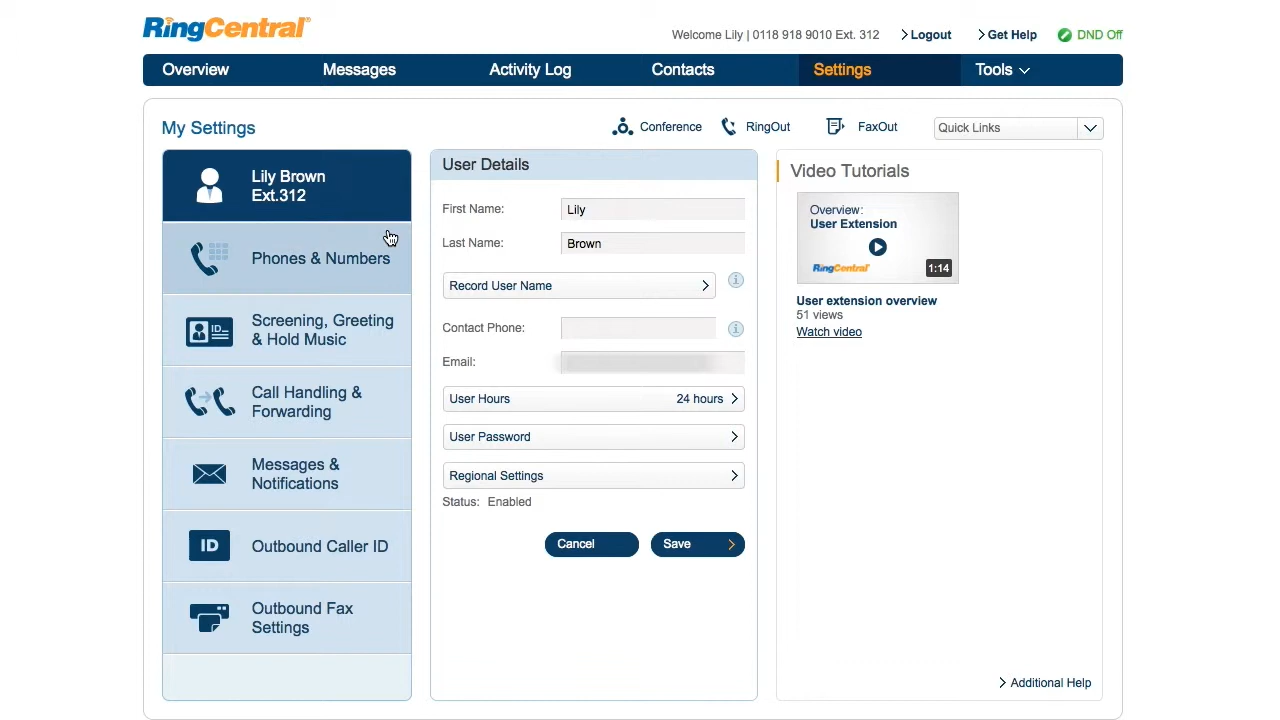 RingCentral
Welcome Lily | 0118 918 9010 Ext. 312
Logout
Get Help
DND Off
Overview
Messages
Activity Log
Contacts
Settings
Tools
My Settings
Conference
RingOut
FaxOut
Quick Links
Lily Brown
Ext.312
Phones & Numbers
ID
Screening, Greeting
& Hold Music
Call Handling &
Forwarding
Messages &
Notifications
ID
Outbound Caller ID
Outbound Fax
Settings
User Details
First Name:
Lily
Last Name:
Brown
Record User Name
Contact Phone:
Email:
User Hours
24 hours
User Password
Regional Settings
Status: Enabled
Cancel
Save
Video Tutorials
Overview:
User Extension
RingCentral
1:14
User extension overview
51 views
Watch video
Additional Help